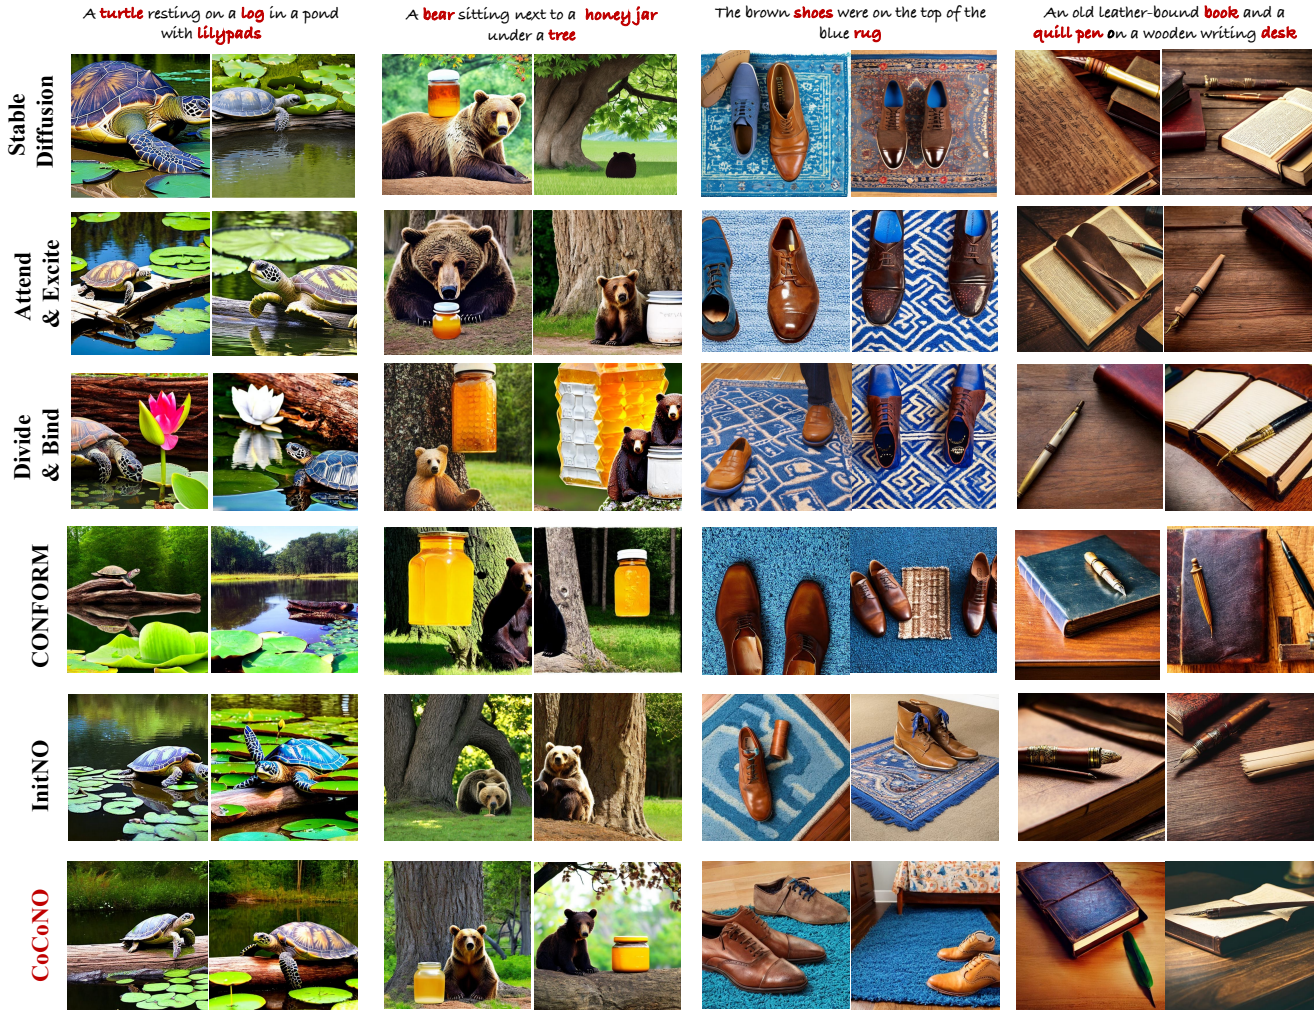 A turtle resting on a log in a pond
with lilypads
A bear sitting next to a honey jar
under a tree
The brown shoes were on the top of the
blue rug
An old leather-bound book and a
quill pen on a wooden writing desk
Stable
Diffusion
Attend
& Excite
Divide
& Bind
CONFORM
InitNO
CoCoNO